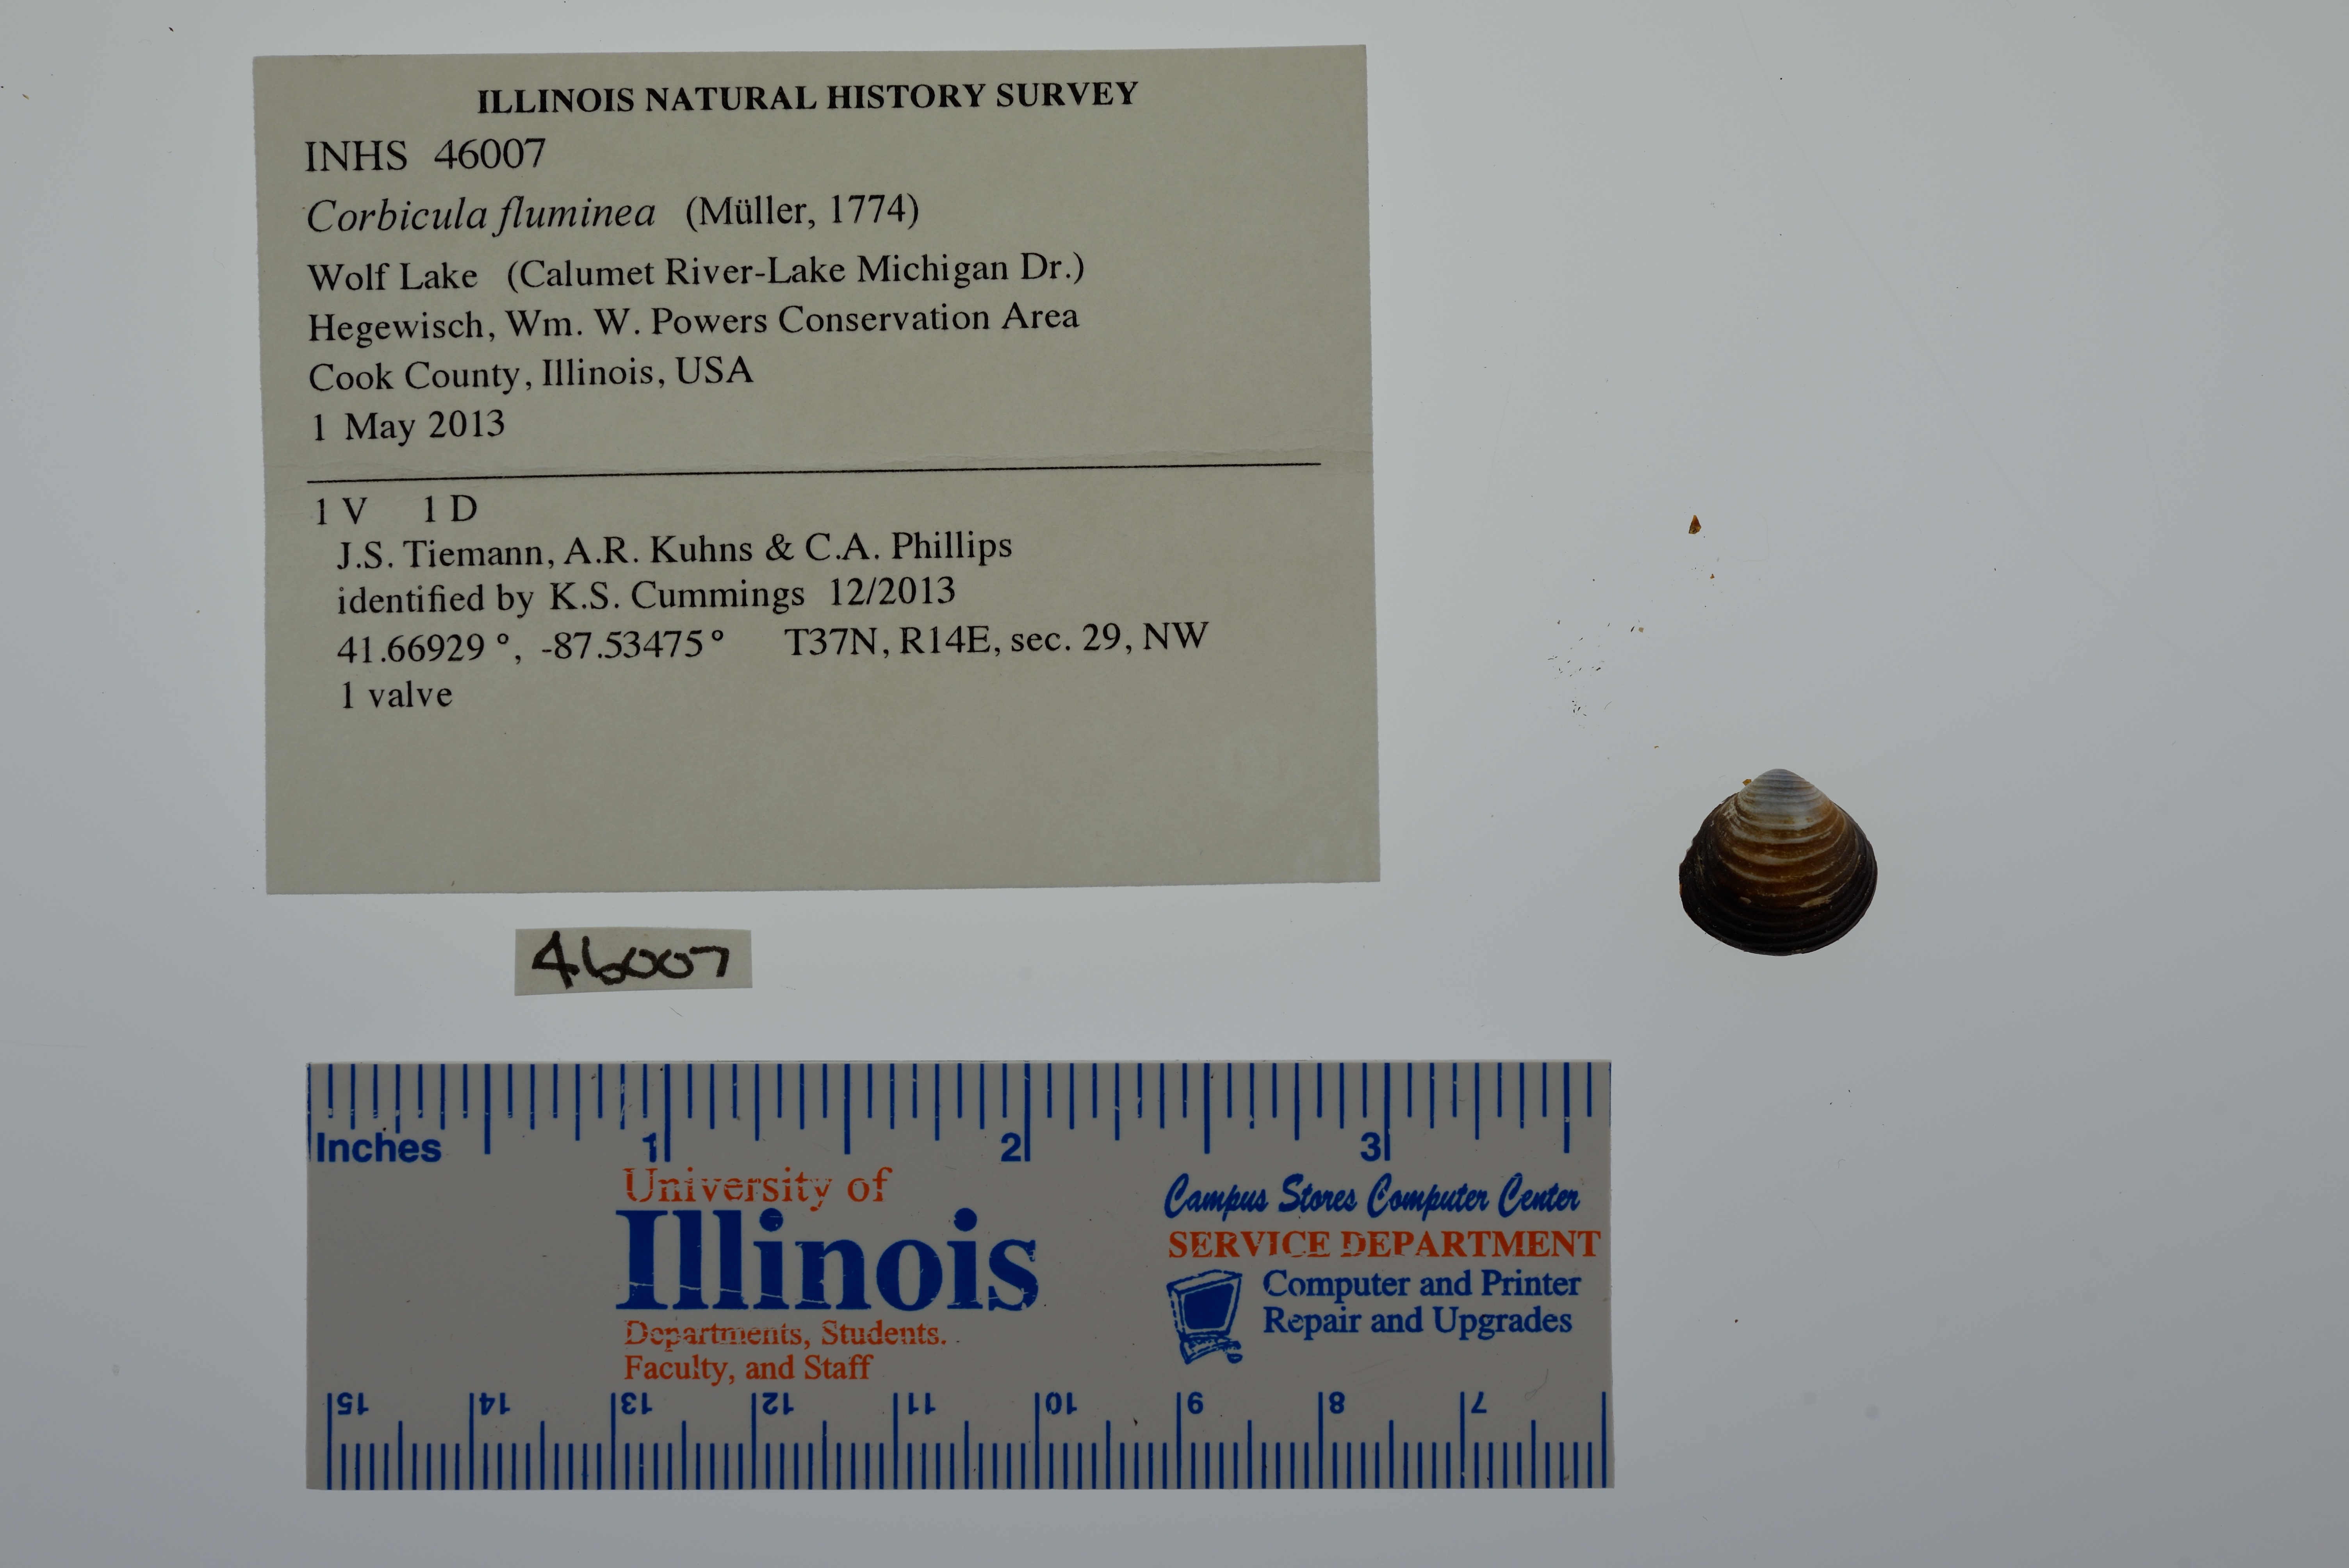 ILLINOIS NATURAL HISTORY SURVEY
INHS 46007
Corbicula fluminea (Müller, 1774)
Wolf Lake (Calumet River-Lake Michigan Dr.)
Hegewisch, Wm. W. Powers Conservation Area
Cook County, Illinois, USA
1 May 2013
1 V 1 D
J.S. Tiemann, A.R. Kuhns & C.A. Phillips
identified by K.S. Cummings 12/2013
41.66929 °, -87.53475° T37N, R14E, sec. 29, NW
1 valve
46007
Inches 1 2 3
University of
Illinois
Departments, Students.
Faculty, and Staff
Campus Stores Computer Center
SERVICE DEPARTMENT
Computer and Printer
Repair and Upgrades
15 14 13 12 11 10 9 8 7